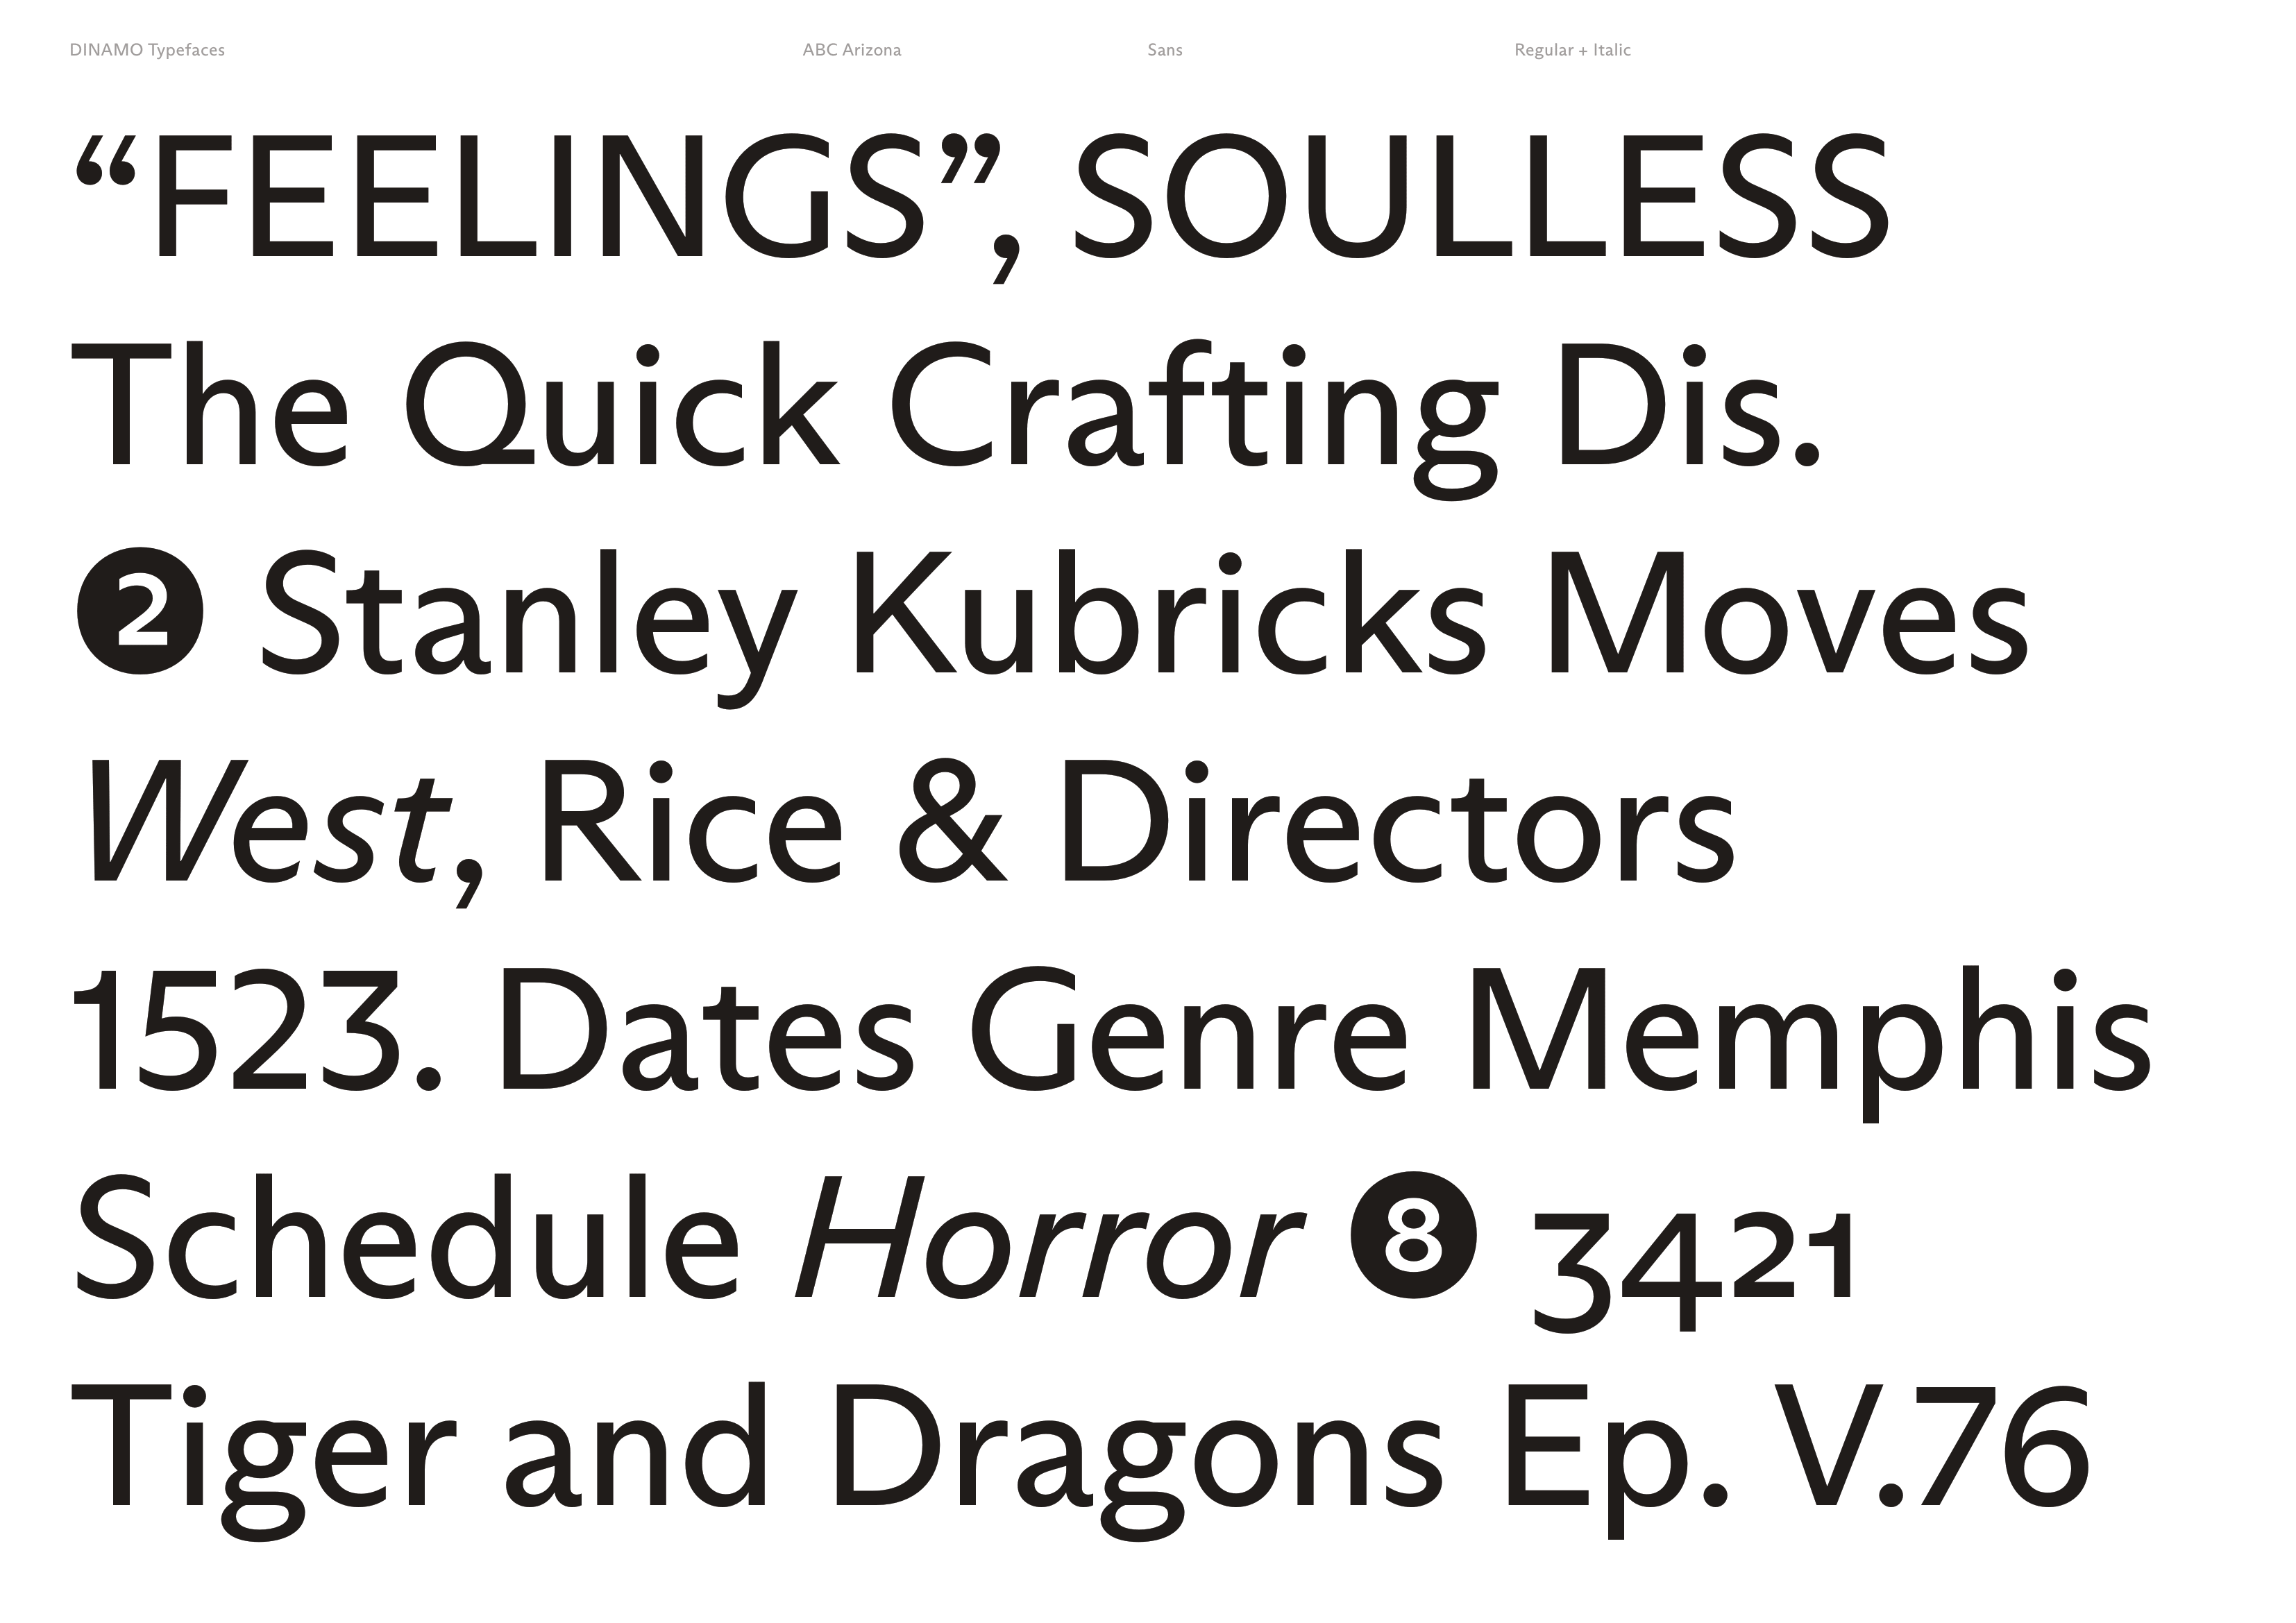 DINAMO Typefaces ABC Arizona Sans Regular + Italic
“FEELINGS”, SOULLESS
The Quick Crafting Dis.
❷ Stanley Kubricks Moves
West, Rice & Directors
1523. Dates Genre Memphis
Schedule Horror ❽ 3421
Tiger and Dragons Ep. V.76